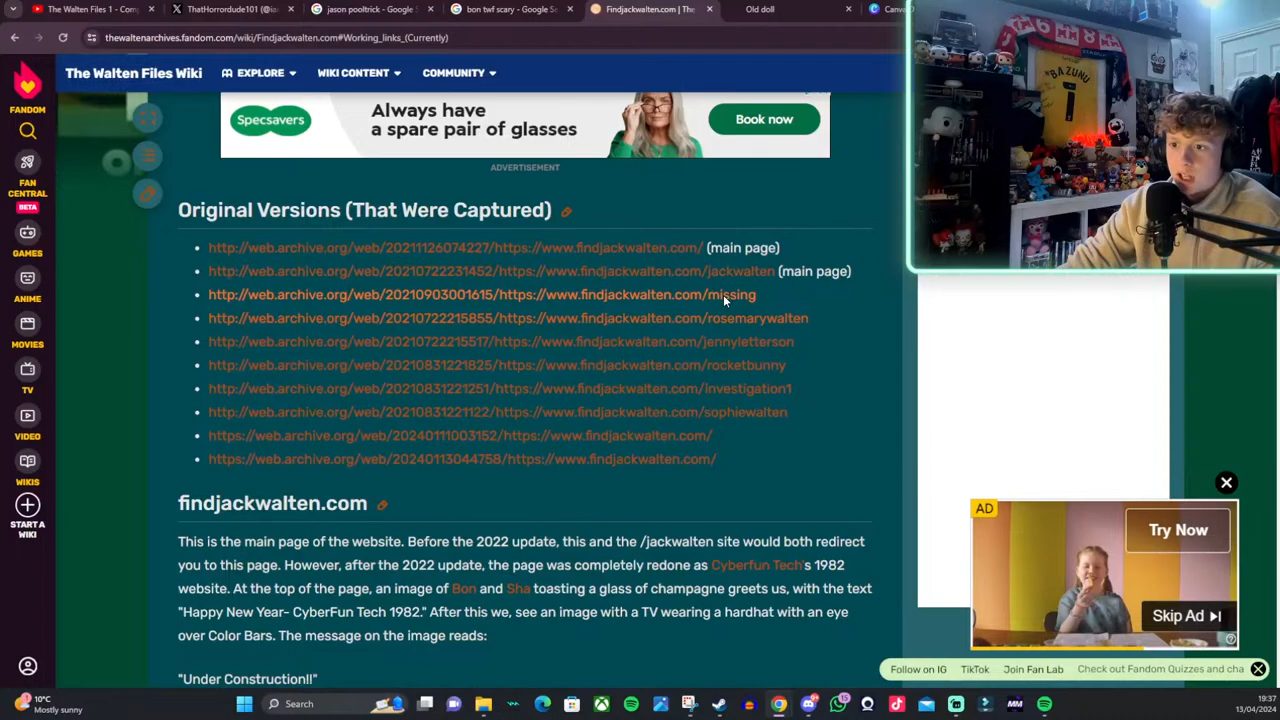 The Walten Files 1 - Comp
ThatHorrordude101 (@ia
jason pooltrick - Google S
bon twf scary - Google Se
Findjackwalten.com | The
Old doll
Canva
thewaltenarchives.fandom.com/wiki/Findjackwalten.com#Working_links_(Currently)
The Walten Files Wiki
EXPLORE
WIKI CONTENT
COMMUNITY
FANDOM
FAN CENTRAL
BETA
GAMES
ANIME
MOVIES
TV
VIDEO
WIKIS
START A WIKI
Specsavers
Always have
a spare pair of glasses
Book now
ADVERTISEMENT
BAZUNU
1
Original Versions (That Were Captured)
http://web.archive.org/web/20211126074227/https://www.findjackwalten.com/ (main page)
http://web.archive.org/web/20210722231452/https://www.findjackwalten.com/jackwalten (main page)
http://web.archive.org/web/20210903001615/https://www.findjackwalten.com/missing
http://web.archive.org/web/20210722215855/https://www.findjackwalten.com/rosemarywalten
http://web.archive.org/web/20210722215517/https://www.findjackwalten.com/jennyletterson
http://web.archive.org/web/20210831221825/https://www.findjackwalten.com/rocketbunny
http://web.archive.org/web/20210831221251/https://www.findjackwalten.com/investigation1
http://web.archive.org/web/20210831221122/https://www.findjackwalten.com/sophiewalten
https://web.archive.org/web/20240111003152/https://www.findjackwalten.com/
https://web.archive.org/web/20240113044758/https://www.findjackwalten.com/
findjackwalten.com
This is the main page of the website. Before the 2022 update, this and the /jackwalten site would both redirect
you to this page. However, after the 2022 update, the page was completely redone as Cyberfun Tech's 1982
website. At the top of the page, an image of Bon and Sha toasting a glass of champagne greets us, with the text
"Happy New Year- CyberFun Tech 1982." After this we, see an image with a TV wearing a hardhat with an eye
over Color Bars. The message on the image reads:
"Under Construction!!"
AD
Try Now
Skip Ad
Follow on IG
TikTok
Join Fan Lab
Check out Fandom Quizzes and cha
10°C
Mostly sunny
Search
15
MM
19:37
13/04/2024